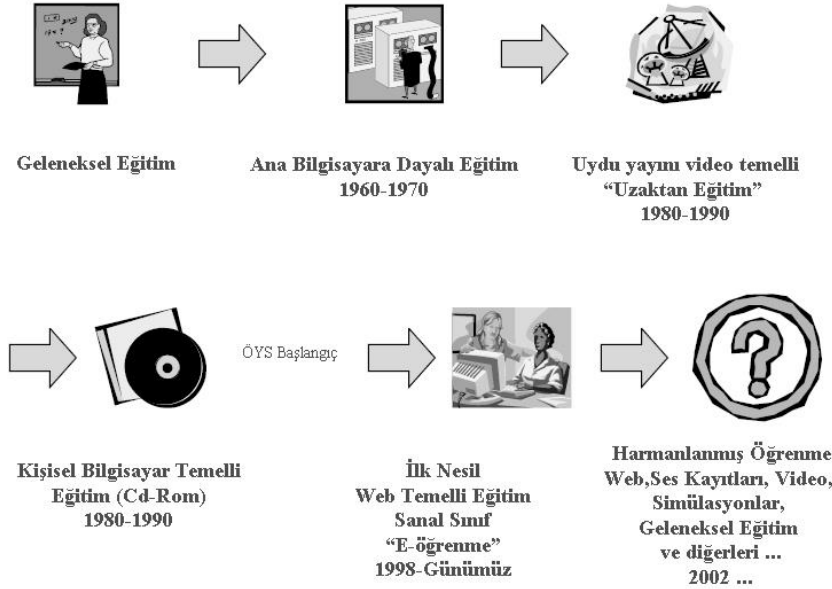 Geleneksel Eğitim
Ana Bilgisayara Dayalı Eğitim
1960-1970
Uydu yayını video temelli
“Uzaktan Eğitim”
1980-1990
ÖYS Başlangıç
Kişisel Bilgisayar Temelli
Eğitim (Cd-Rom)
1980-1990
İlk Nesil
Web Temelli Eğitim
Sanal Sınıf
“E-öğrenme”
1998-Günümüz
Harmanlanmış Öğrenme
Web,Ses Kayıtları, Video,
Simülasyonlar,
Geleneksel Eğitim
ve diğerleri ...
2002 ...